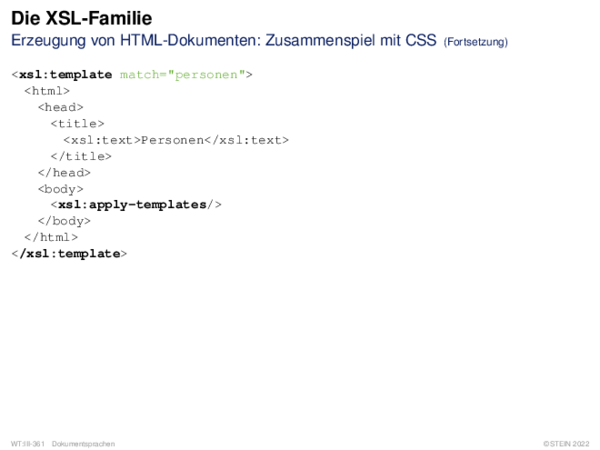 Die XSL-Familie
Erzeugung von HTML-Dokumenten: Zusammenspiel mit CSS (Fortsetzung)
<xsl:template match="personen">
  <html>
    <head>
      <title>
        <xsl:text>Personen</xsl:text>
      </title>
    </head>
    <body>
      <xsl:apply-templates/>
    </body>
  </html>
</xsl:template>
WT:III-361 Dokumentsprachen ©STEIN 2022